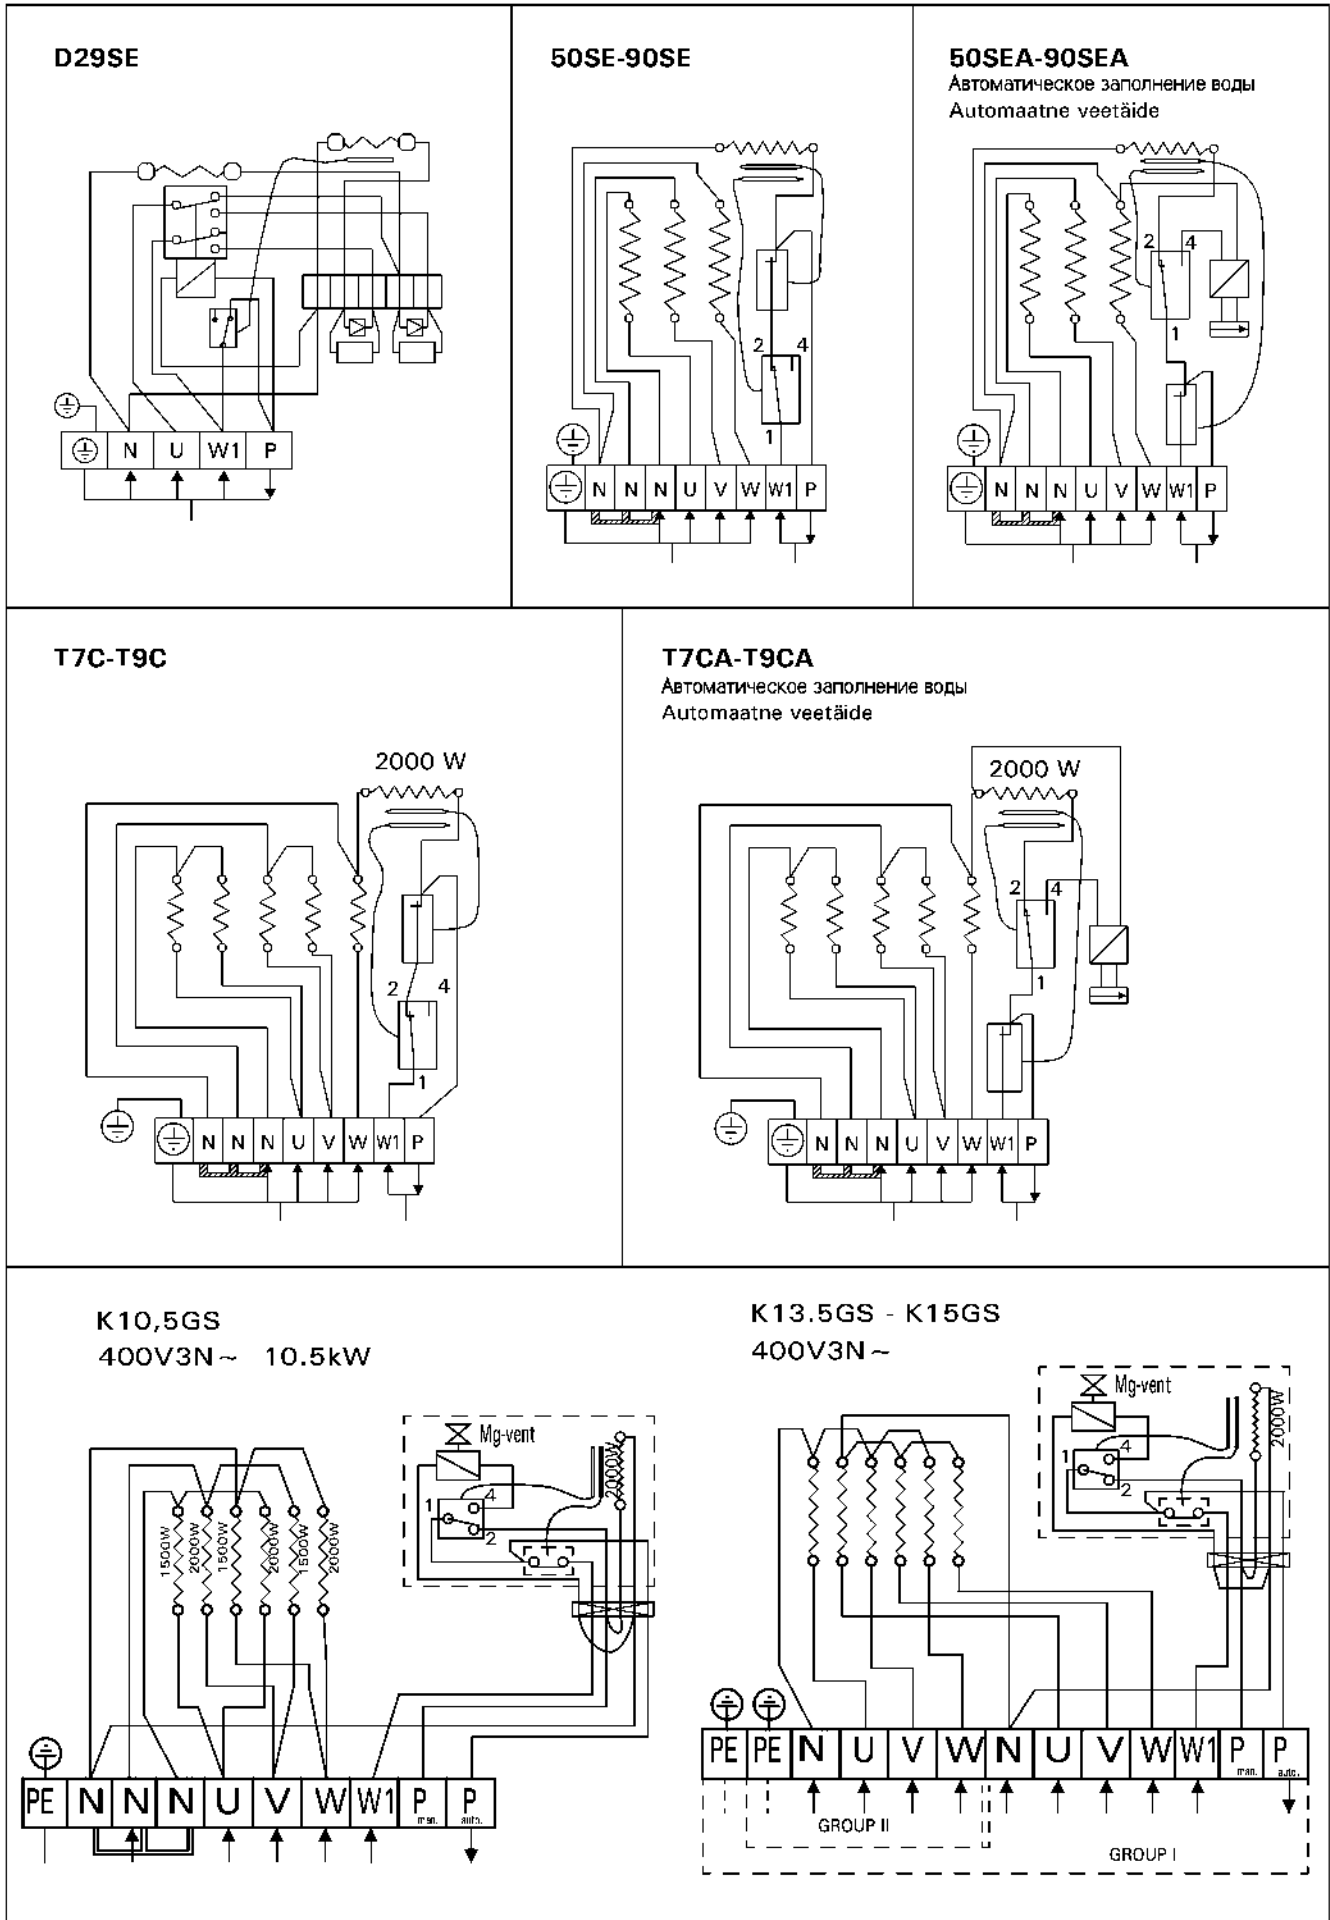 D29SE
N U W1 P
50SE-90SE
2 4
1
N N N U V W W1 P
50SEA-90SEA
Автоматическое заполнение воды
Automaatne veetäide
2 4
1
N N N U V W W1 P
T7C-T9C
2000 W
2 4
1
N N N U V W W1 P
T7CA-T9CA
Автоматическое заполнение воды
Automaatne veetäide
2000 W
2 4
1
N N N U V W W1 P
K10,5GS
400V3N~ 10.5kW
Mg-vent
2000W
1 4
2
1500W 2000W 1500W 2000W 1500W 2000W
PE N N N U V W W1 P man. P auto.
K13.5GS - K15GS
400V3N~
Mg-vent
2000W
1 4
2
PE PE N U V W N U V W W1 P man. P auto.
GROUP II
GROUP I